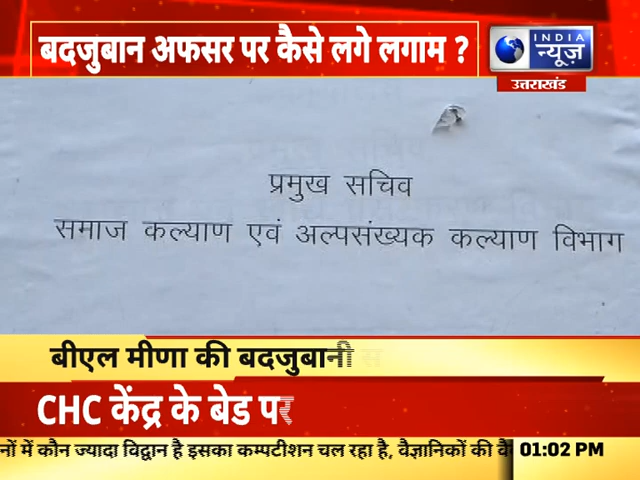 बदजुबान अफसर पर कैसे लगे लगाम ?
INDIA
न्यूज़
उत्तराखंड
प्रमुख सचिव
समाज कल्याण एवं अल्पसंख्यक कल्याण विभाग
बीएल मीणा की बदजुबानी
CHC केंद्र के बेड पर
नों में कौन ज्यादा विद्वान है इसका कम्पटीशन चल रहा है, वैज्ञानिकों की
01:02 PM